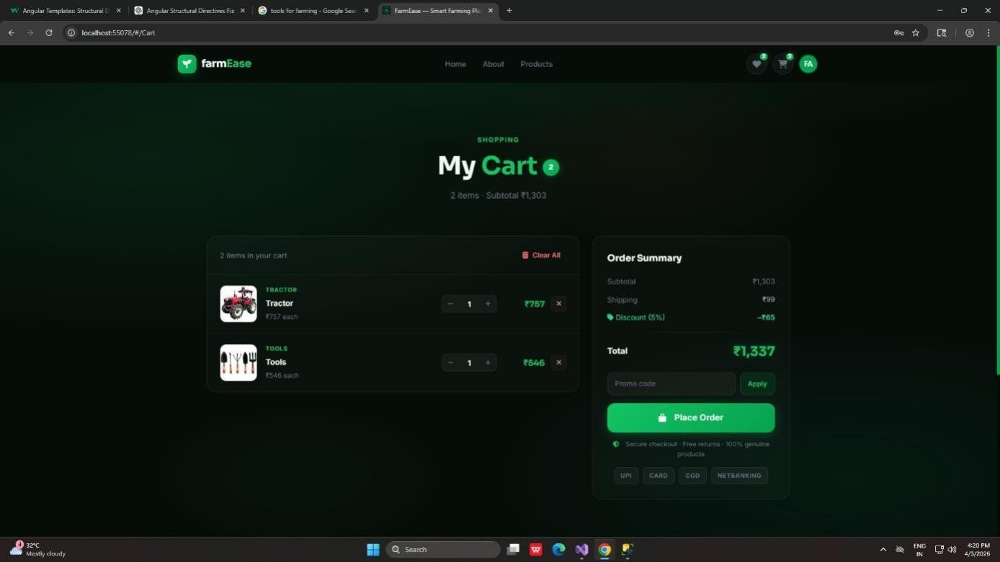 Angular Templates: Structural D
Angular Structural Directives Fix
tools for farming - Google Sear
FarmEase — Smart Farming Pla
localhost:55078/#/Cart
farmEase
Home
About
Products
2
2
FA
SHOPPING
My Cart 2
2 items · Subtotal ₹1,303
2 items in your cart
Clear All
TRACTOR
Tractor
₹757 each
− 1 +
₹757
TOOLS
Tools
₹546 each
− 1 +
₹546
Order Summary
Subtotal ₹1,303
Shipping ₹99
Discount (5%) −₹65
Total ₹1,337
Promo code
Apply
Place Order
Secure checkout · Free returns · 100% genuine
products
UPI
CARD
COD
NETBANKING
4
32°C
Mostly cloudy
Search
ENG
IN
4:20 PM
4/3/2026